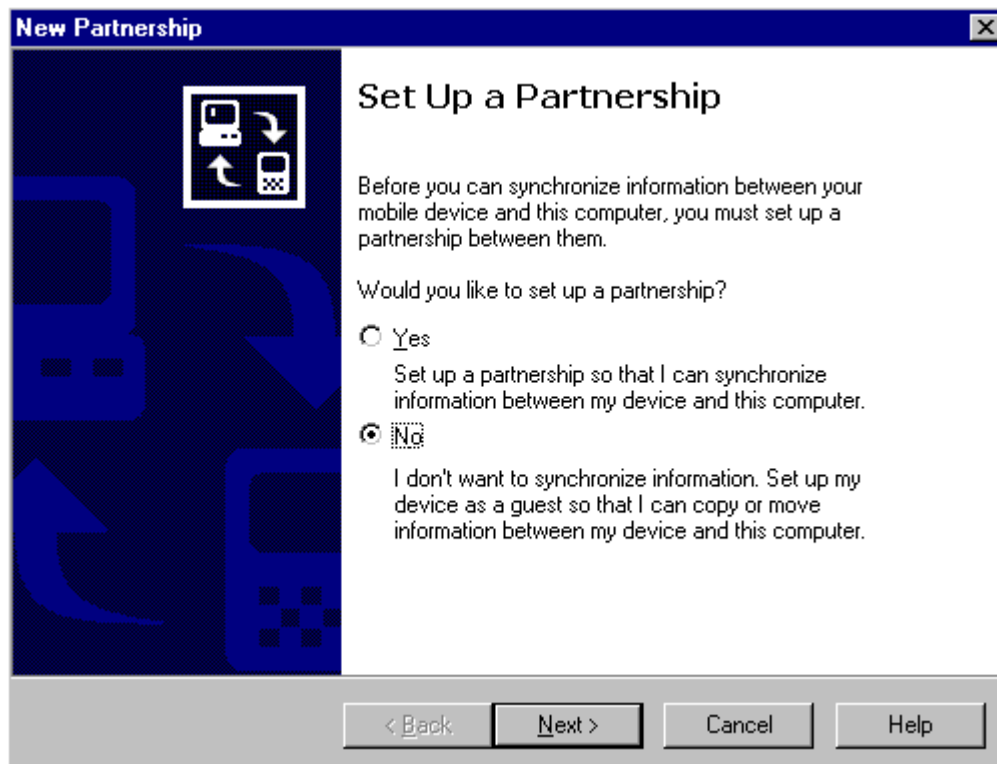 New Partnership
Set Up a Partnership
Before you can synchronize information between your
mobile device and this computer, you must set up a
partnership between them.
Would you like to set up a partnership?
Yes
Set up a partnership so that I can synchronize
information between my device and this computer.
No
I don't want to synchronize information. Set up my
device as a guest so that I can copy or move
information between my device and this computer.
< Back Next > Cancel Help